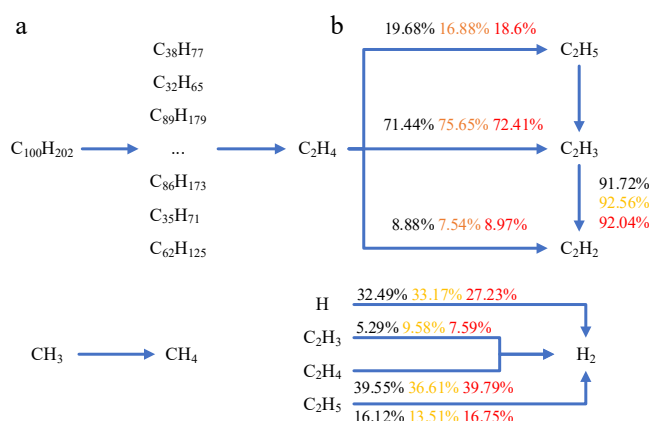 a
b
19.68% 16.88% 18.6%
C38H77
C2H5
C32H65
C89H179
71.44% 75.65% 72.41%
C100H202
...
C2H4
C2H3
C86H173
91.72%
92.56%
92.04%
C35H71
8.88% 7.54% 8.97%
C62H125
C2H2
32.49% 33.17% 27.23%
H
5.29% 9.58% 7.59%
C2H3
CH3
CH4
H2
C2H4
39.55% 36.61% 39.79%
C2H5
16.12% 13.51% 16.75%